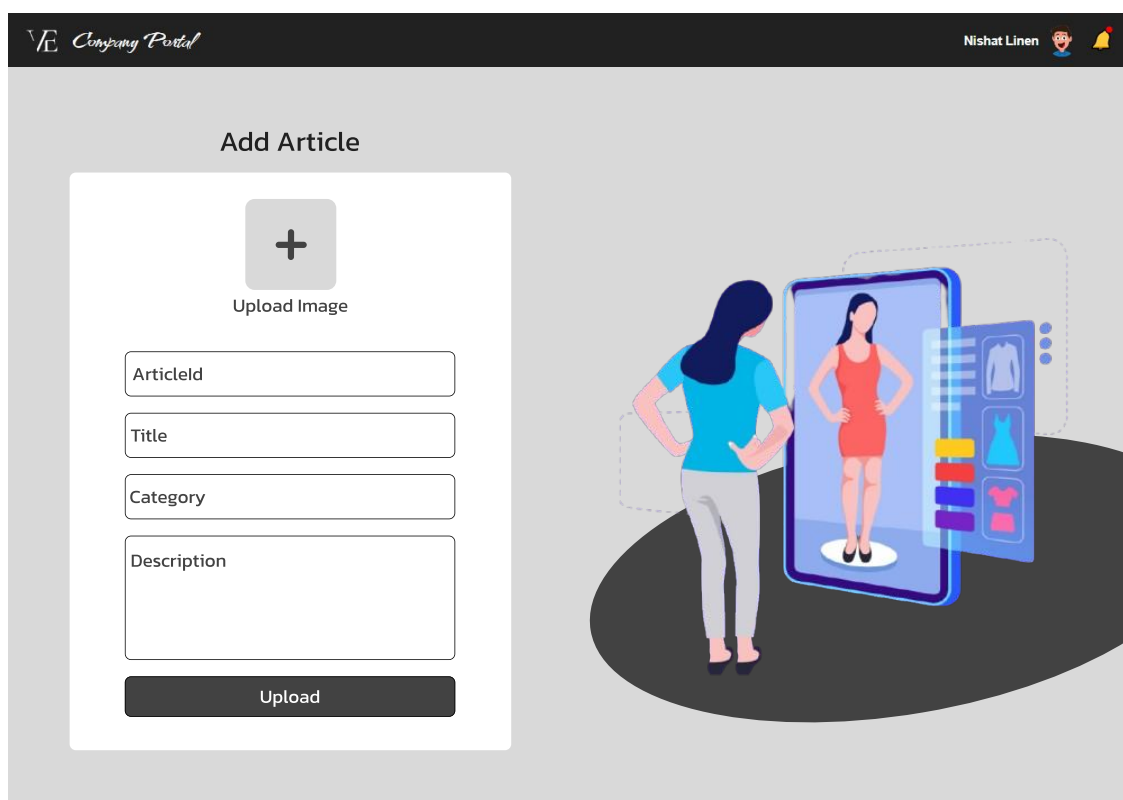 VE Company Portal Nishat Linen
Add Article
Upload Image
ArticleId
Title
Category
Description
Upload